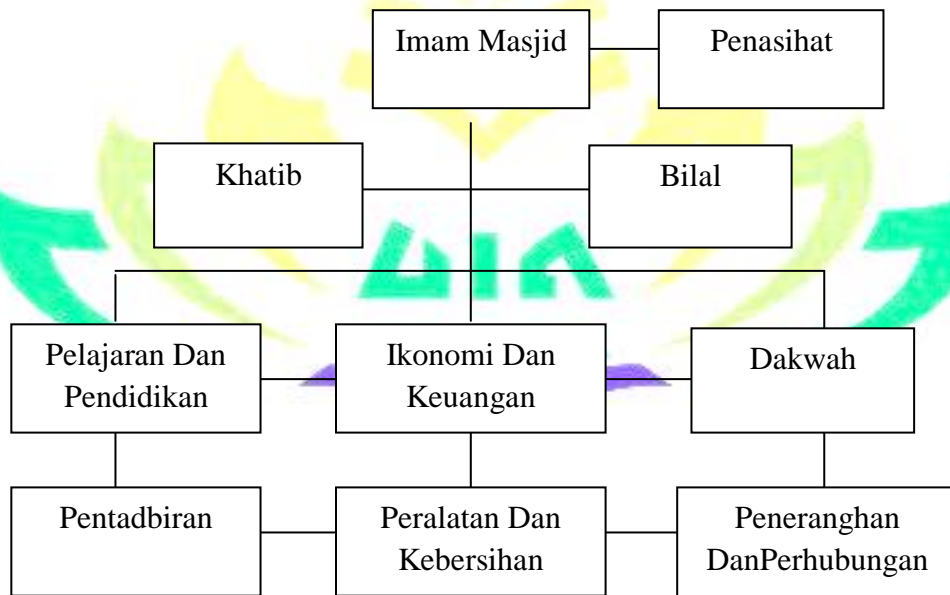 Imam Masjid
Penasihat
Khatib
Bilal
Pelajaran Dan
Pendidikan
Ikonomi Dan
Keuangan
Dakwah
Pentadbiran
Peralatan Dan
Kebersihan
Peneranghan
DanPerhubungan